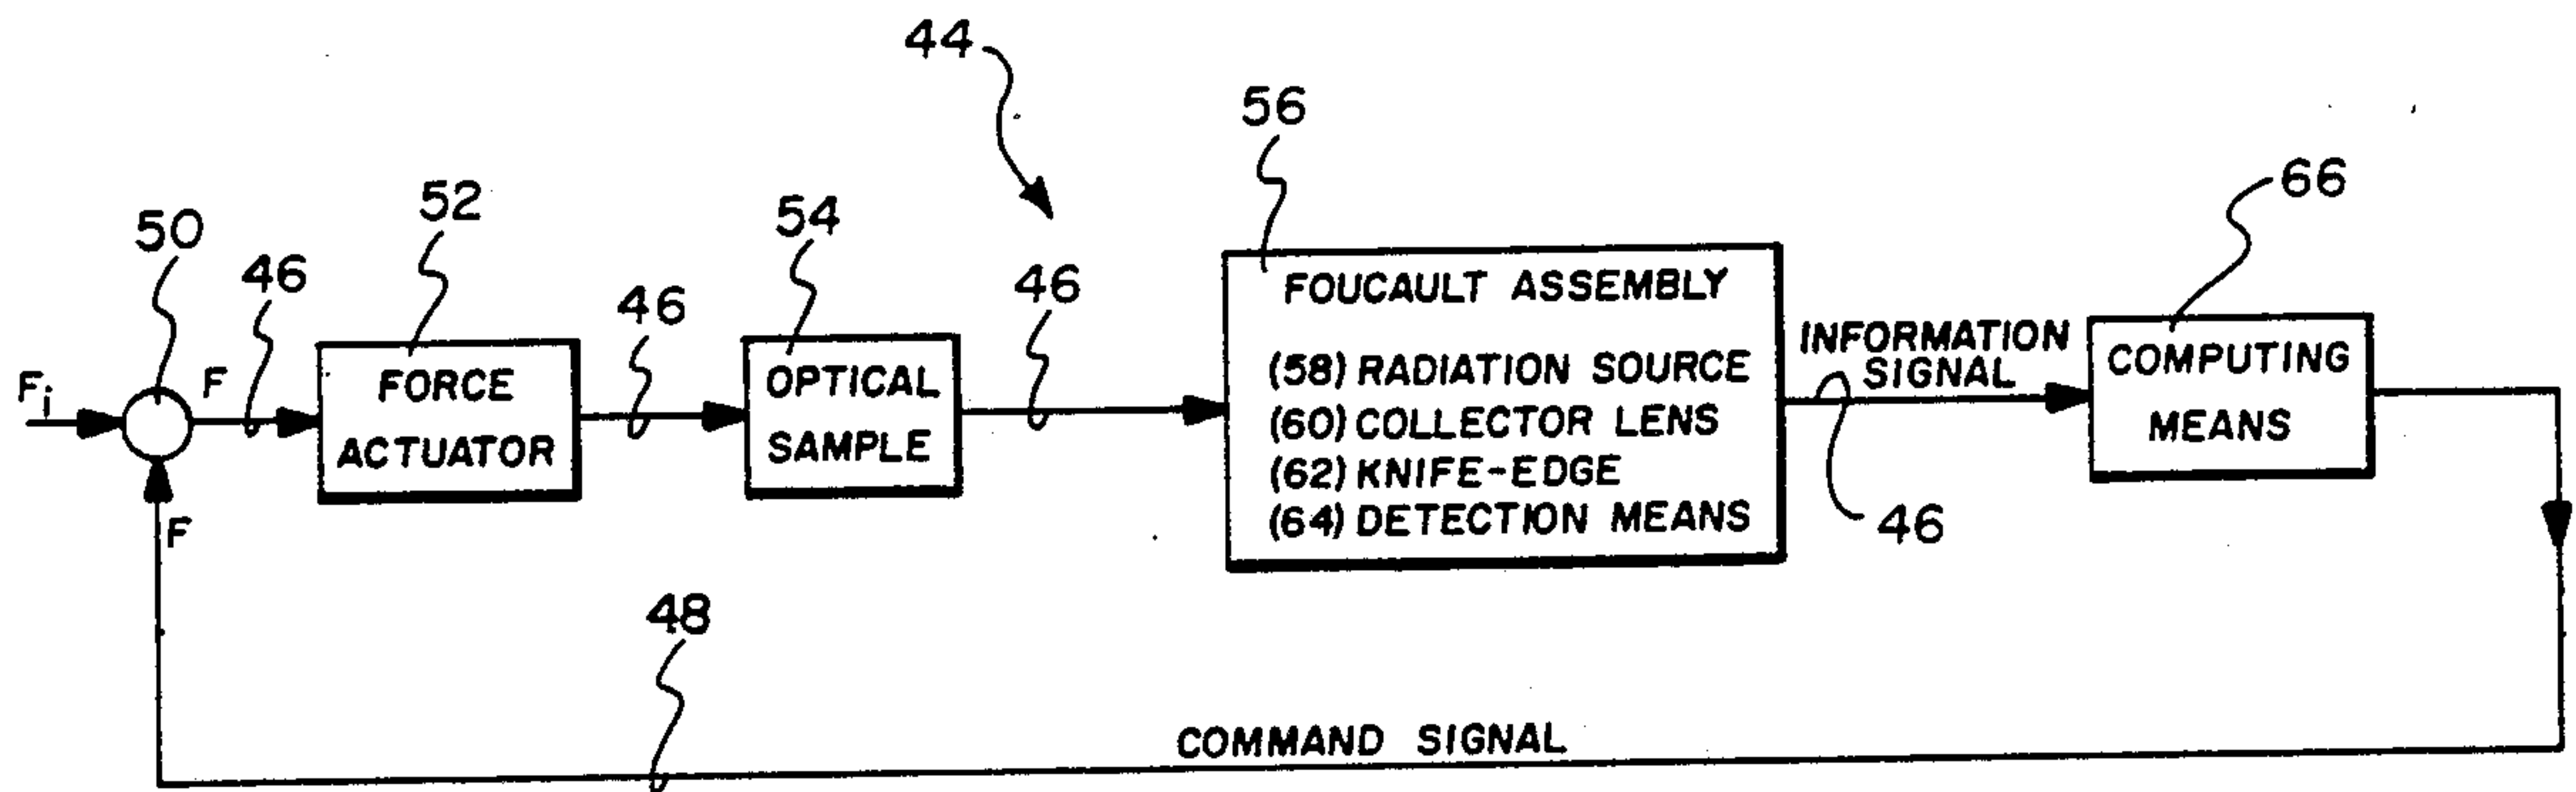 44
56
66
52
54
50
46
46
46
Fi
F
FORCE
ACTUATOR
OPTICAL
SAMPLE
FOUCAULT ASSEMBLY
(58) RADIATION SOURCE
(60) COLLECTOR LENS
(62) KNIFE-EDGE
(64) DETECTION MEANS
INFORMATION
SIGNAL
46
COMPUTING
MEANS
F
48
COMMAND SIGNAL